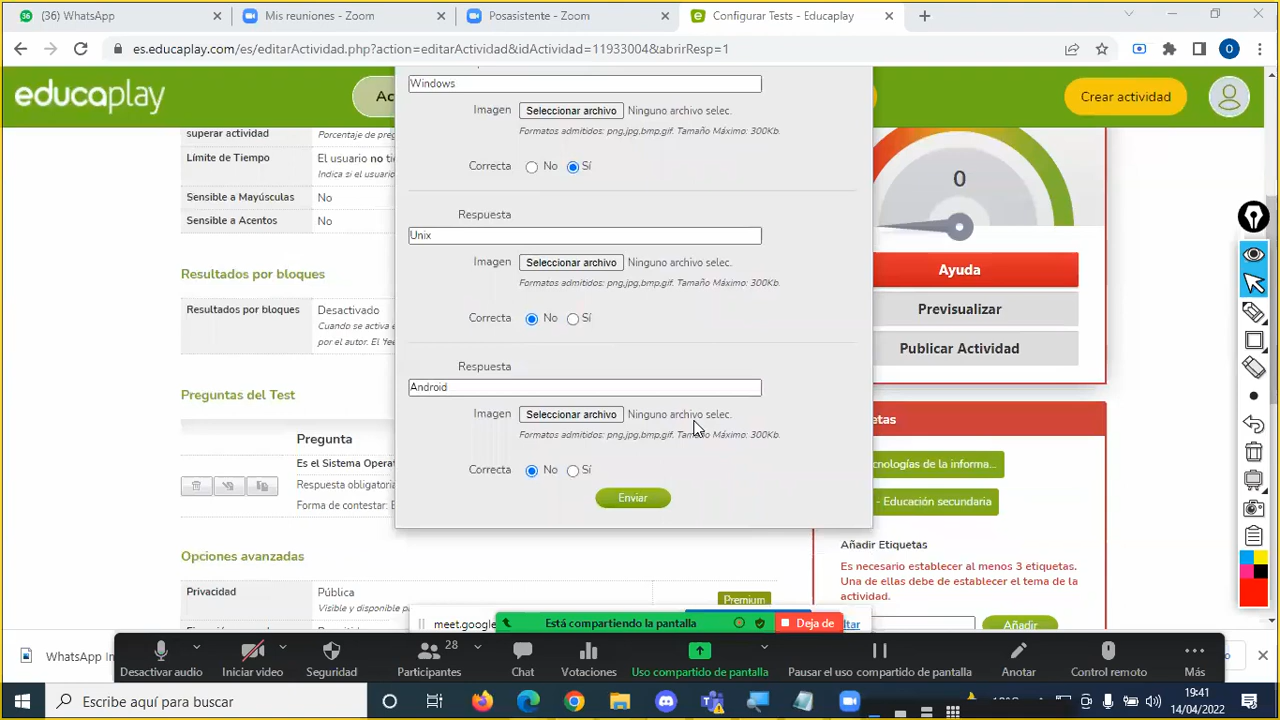 (36) WhatsApp
Mis reuniones - Zoom
Posasistente - Zoom
Configurar Tests - Educaplay
es.educaplay.com/es/editarActividad.php?action=editarActividad&idActividad=11933004&abrirResp=1
educaplay
Ac
Crear actividad
superar actividad
Porcentaje de preg
Límite de Tiempo
El usuario no tie
Indica si el usuario
Sensible a Mayúsculas
No
Sensible a Acentos
No
Resultados por bloques
Resultados por bloques
Desactivado
Cuando se activa e
por el autor. El 'fee
Preguntas del Test
Pregunta
Es el Sistema Operat
Respuesta obligatoria
Forma de contestar: E
Opciones avanzadas
Privacidad
Pública
Visible y disponible p
Premium
Windows
Imagen
Seleccionar archivo
Ninguno archivo selec.
Formatos admitidos: png,jpg,bmp,gif. Tamaño Máximo: 300Kb.
Correcta
No
Sí
Respuesta
Unix
Imagen
Seleccionar archivo
Ninguno archivo selec.
Formatos admitidos: png,jpg,bmp,gif. Tamaño Máximo: 300Kb.
Correcta
No
Sí
Respuesta
Android
Imagen
Seleccionar archivo
Ninguno archivo selec.
Formatos admitidos: png,jpg,bmp,gif. Tamaño Máximo: 300Kb.
Correcta
No
Sí
Enviar
0
Ayuda
Previsualizar
Publicar Actividad
etas
cnologías de la informa...
- Educación secundaria
Añadir Etiquetas
Es necesario establecer al menos 3 etiquetas.
Una de ellas debe de establecer el tema de la
actividad.
Añadir
meet.google
Está compartiendo la pantalla
Deja de
ltar
WhatsApp Im
Desactivar audio
Iniciar video
Seguridad
28
Participantes
Chat
Votaciones
Uso compartido de pantalla
Pausar el uso compartido de pantalla
Anotar
Control remoto
Más
Escribe aquí para buscar
19:41
14/04/2022